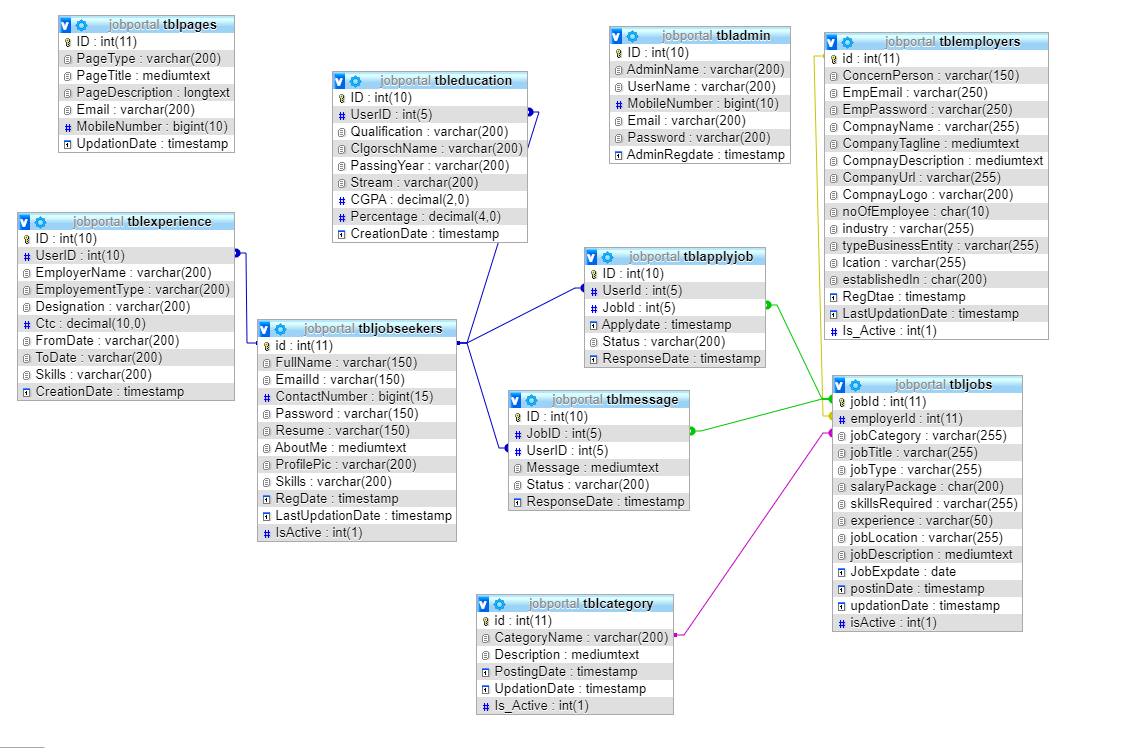 jobportal tblpages
ID : int(11)
PageType : varchar(200)
PageTitle : mediumtext
PageDescription : longtext
Email : varchar(200)
MobileNumber : bigint(10)
UpdationDate : timestamp
jobportal tbleducation
ID : int(10)
UserID : int(5)
Qualification : varchar(200)
ClgorschName : varchar(200)
PassingYear : varchar(200)
Stream : varchar(200)
CGPA : decimal(2,0)
Percentage : decimal(4,0)
CreationDate : timestamp
jobportal tbladmin
ID : int(10)
AdminName : varchar(200)
UserName : varchar(200)
MobileNumber : bigint(10)
Email : varchar(200)
Password : varchar(200)
AdminRegdate : timestamp
jobportal tblemployers
id : int(11)
ConcernPerson : varchar(150)
EmpEmail : varchar(250)
EmpPassword : varchar(250)
CompnayName : varchar(255)
CompanyTagline : mediumtext
CompnayDescription : mediumtext
CompanyUrl : varchar(255)
CompnayLogo : varchar(200)
noOfEmployee : char(10)
industry : varchar(255)
typeBusinessEntity : varchar(255)
lcation : varchar(255)
establishedIn : char(200)
RegDtae : timestamp
LastUpdationDate : timestamp
Is_Active : int(1)
jobportal tblexperience
ID : int(10)
UserID : int(10)
EmployerName : varchar(200)
EmployementType : varchar(200)
Designation : varchar(200)
Ctc : decimal(10,0)
FromDate : varchar(200)
ToDate : varchar(200)
Skills : varchar(200)
CreationDate : timestamp
jobportal tbljobseekers
id : int(11)
FullName : varchar(150)
EmailId : varchar(150)
ContactNumber : bigint(15)
Password : varchar(150)
Resume : varchar(150)
AboutMe : mediumtext
ProfilePic : varchar(200)
Skills : varchar(200)
RegDate : timestamp
LastUpdationDate : timestamp
IsActive : int(1)
jobportal tblapplyjob
ID : int(10)
UserId : int(5)
JobId : int(5)
Applydate : timestamp
Status : varchar(200)
ResponseDate : timestamp
jobportal tblmessage
ID : int(10)
JobID : int(5)
UserID : int(5)
Message : mediumtext
Status : varchar(200)
ResponseDate : timestamp
jobportal tbljobs
jobId : int(11)
employerId : int(11)
jobCategory : varchar(255)
jobTitle : varchar(255)
jobType : varchar(255)
salaryPackage : char(200)
skillsRequired : varchar(255)
experience : varchar(50)
jobLocation : varchar(255)
jobDescription : mediumtext
JobExpdate : date
postinDate : timestamp
updationDate : timestamp
isActive : int(1)
jobportal tblcategory
id : int(11)
CategoryName : varchar(200)
Description : mediumtext
PostingDate : timestamp
UpdationDate : timestamp
Is_Active : int(1)